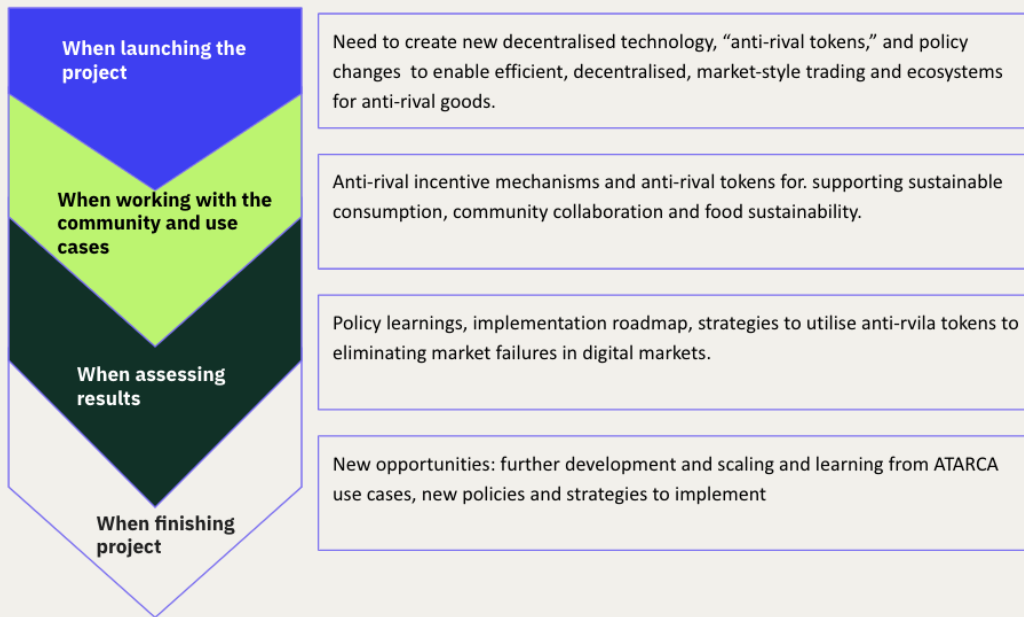 When launching the
project
Need to create new decentralised technology, “anti-rival tokens,” and policy
changes to enable efficient, decentralised, market-style trading and ecosystems
for anti-rival goods.
When working with the
community and use
cases
Anti-rival incentive mechanisms and anti-rival tokens for. supporting sustainable
consumption, community collaboration and food sustainability.
When assessing
results
Policy learnings, implementation roadmap, strategies to utilise anti-rvila tokens to
eliminating market failures in digital markets.
When finishing
project
New opportunities: further development and scaling and learning from ATARCA
use cases, new policies and strategies to implement